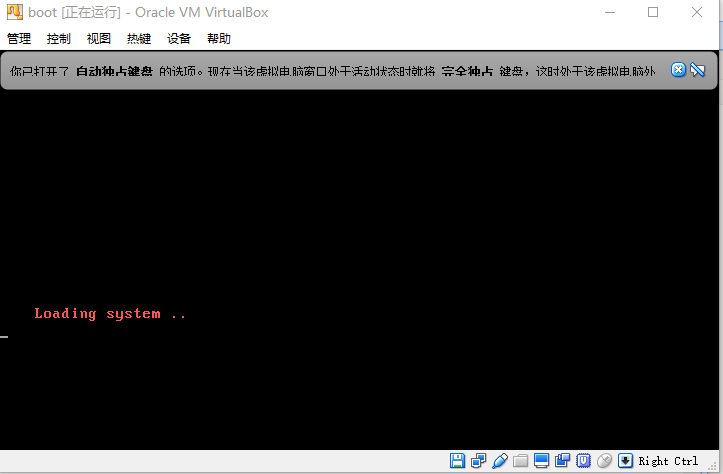 boot [正在运行] - Oracle VM VirtualBox
管理 控制 视图 热键 设备 帮助
你已打开了 自动独占键盘 的选项。现在当该虚拟电脑窗口处于活动状态时就将 完全独占 键盘，这时处于该虚拟电脑外
Loading system ..
Right Ctrl